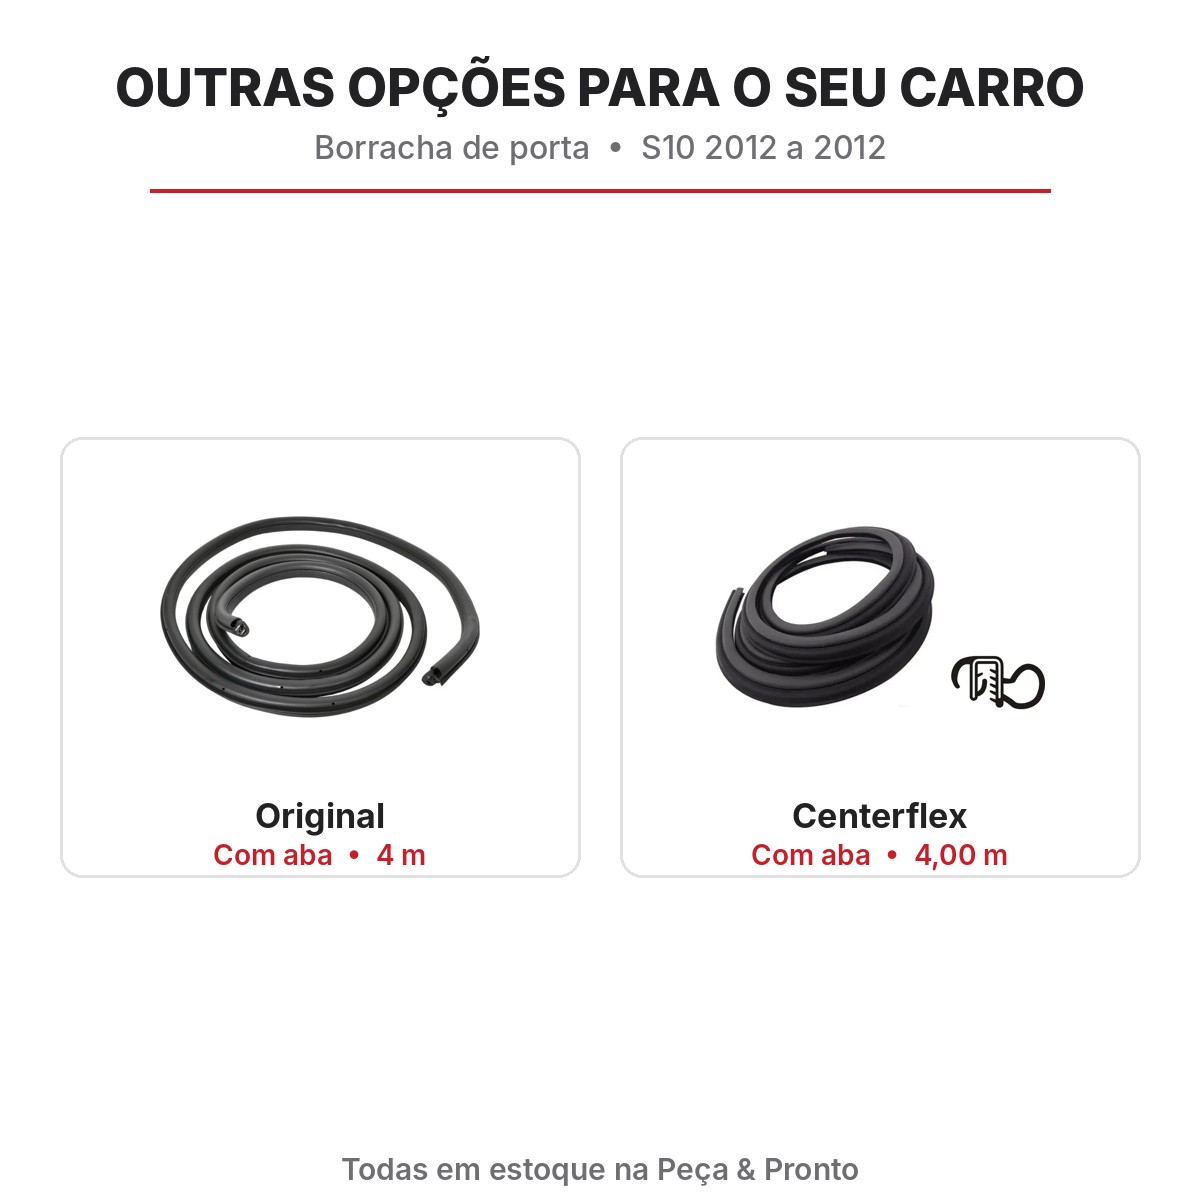 OUTRAS OPÇÕES PARA O SEU CARRO
Borracha de porta • S10 2012 a 2012
Original
Com aba • 4 m
Centerflex
Com aba • 4,00 m
Todas em estoque na Peça & Pronto